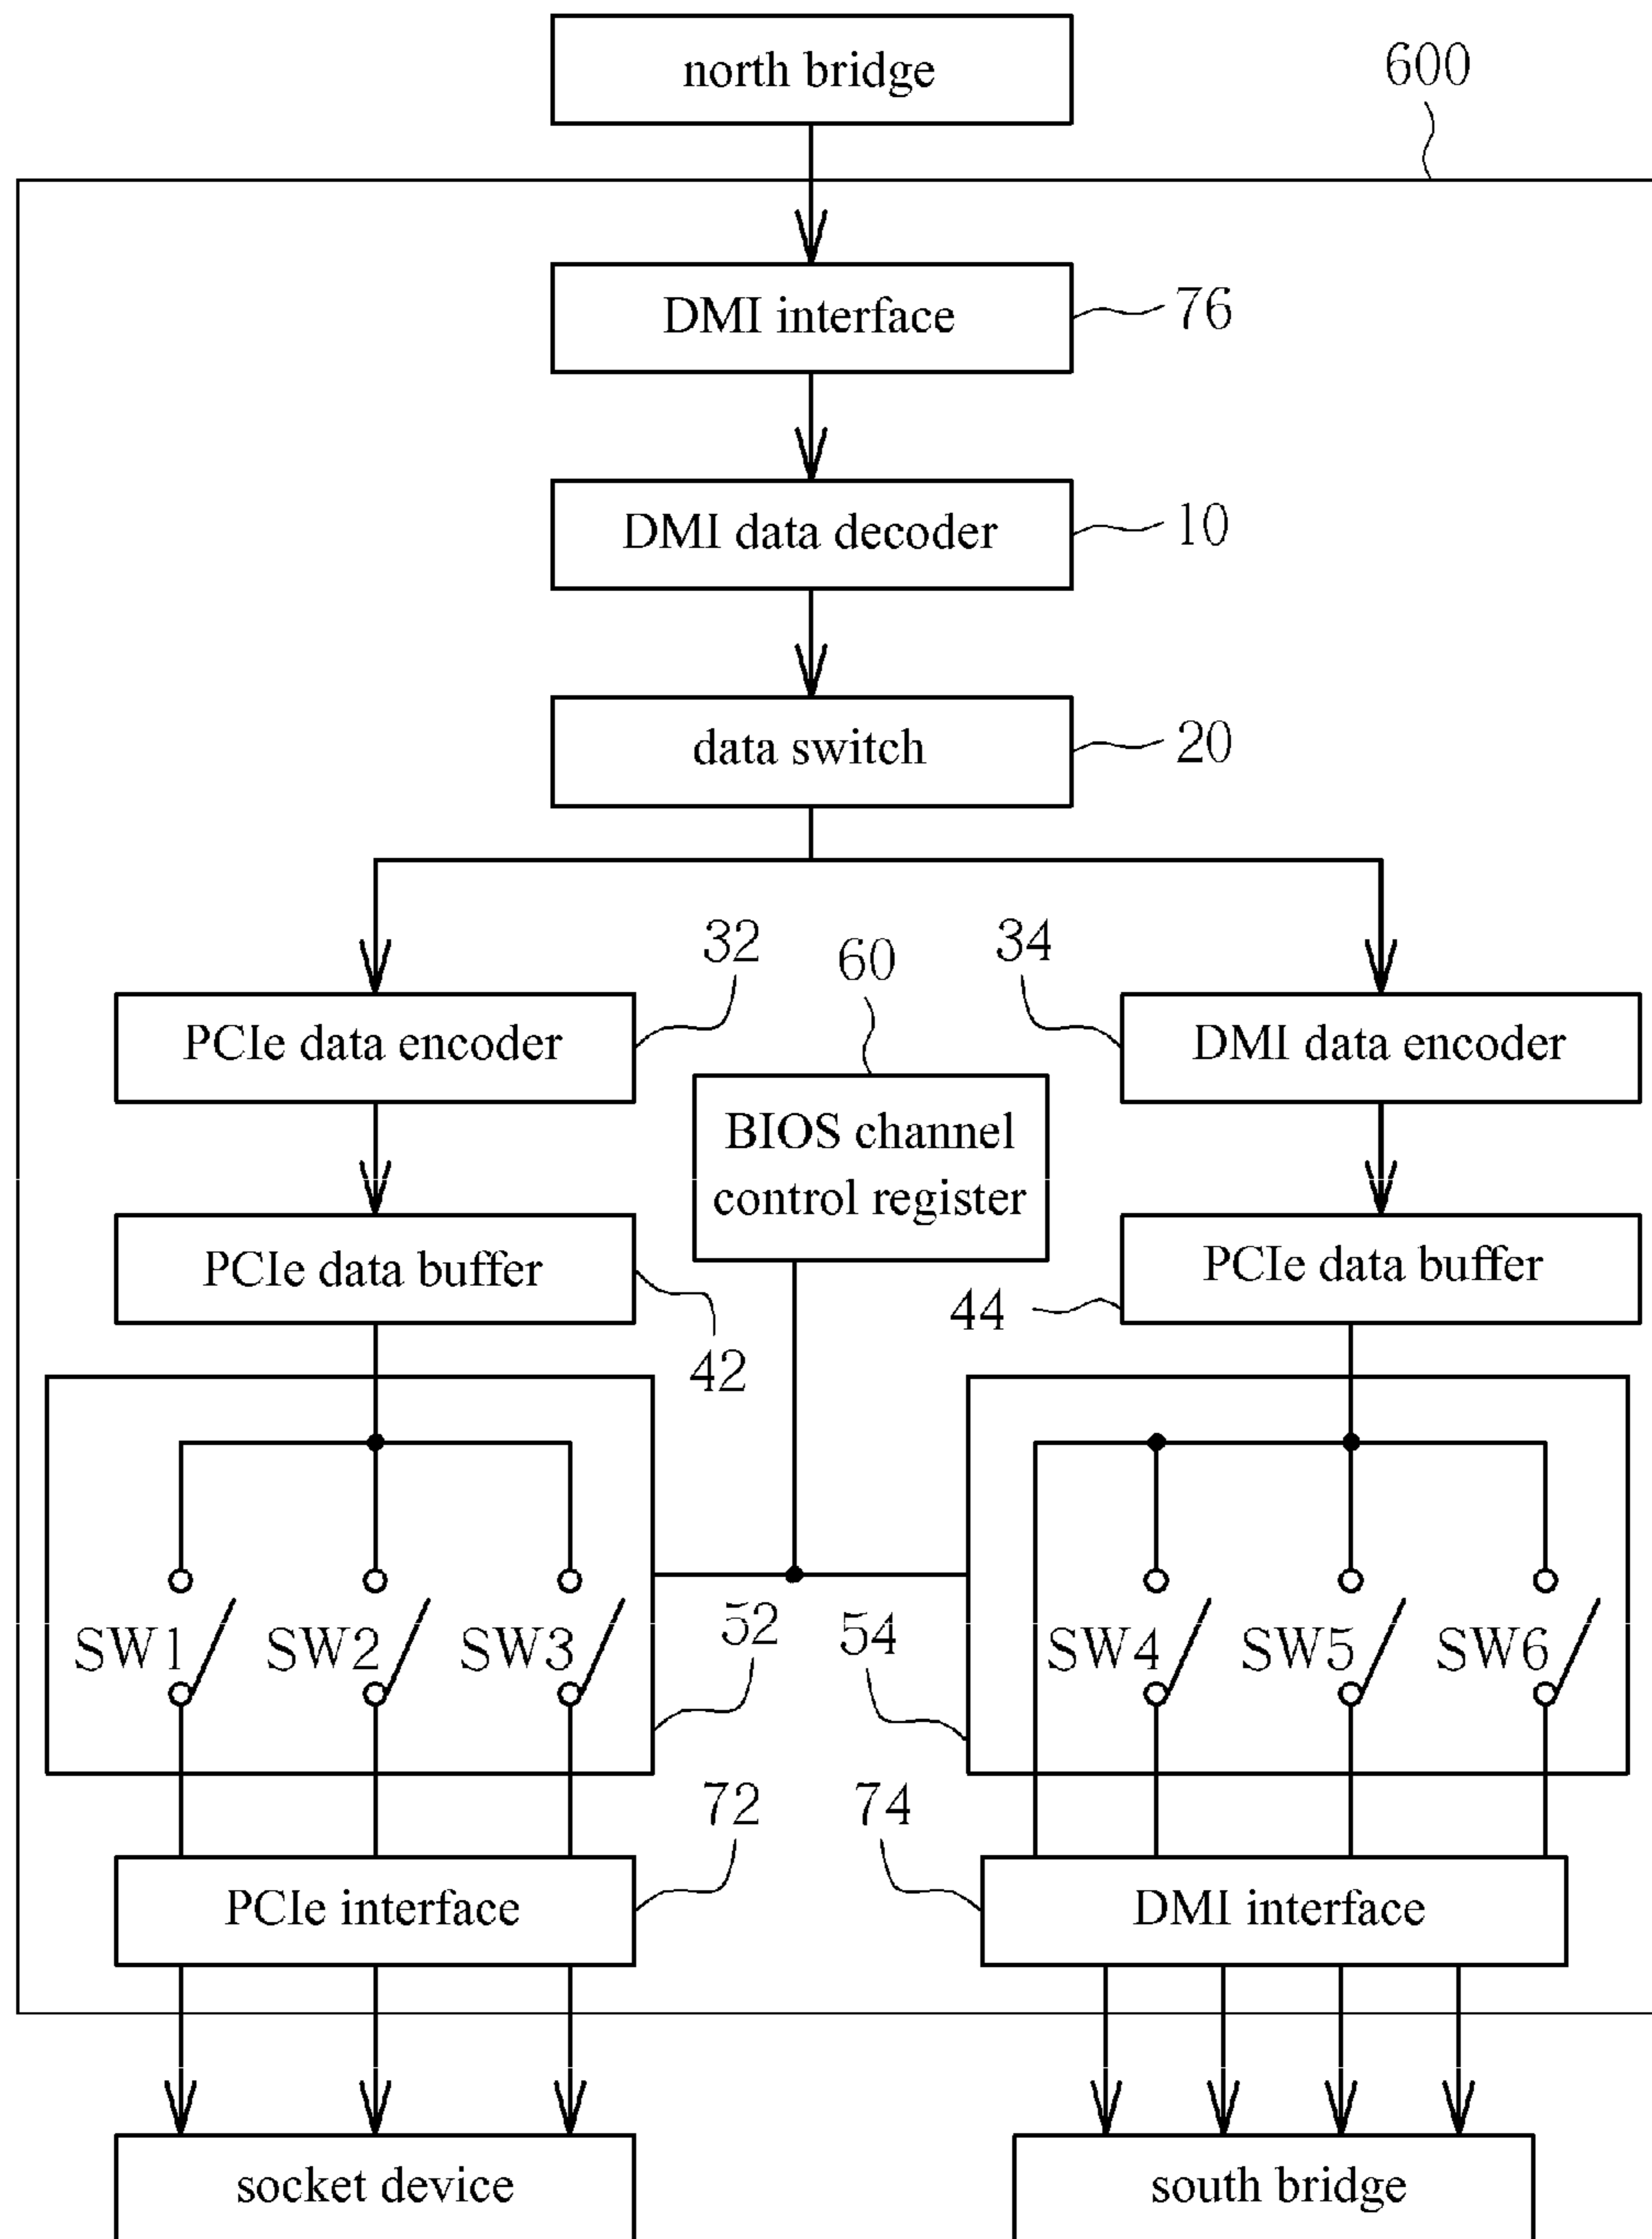 north bridge
600
DMI interface
76
DMI data decoder
10
data switch
20
32
60
34
PCIe data encoder
DMI data encoder
BIOS channel
control register
PCIe data buffer
PCIe data buffer
44
42
SW1
SW2
SW3
52
54
SW4
SW5
SW6
72
74
PCIe interface
DMI interface
socket device
south bridge